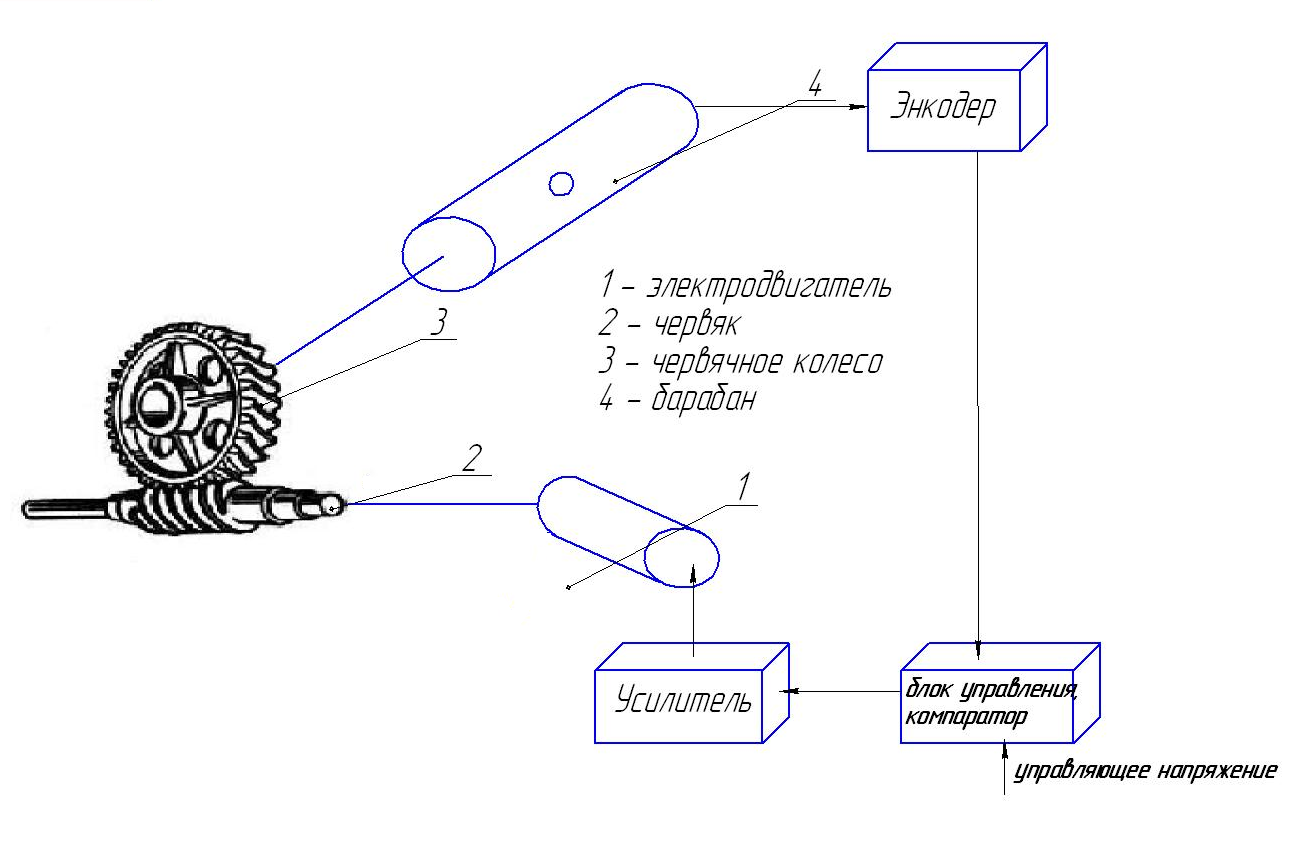 4
Энкодер
1 - электродвигатель
2 - червяк
3 - червячное колесо
4 - барабан
3
2
1
Усилитель
блок управления,
компаратор
управляющее напряжение